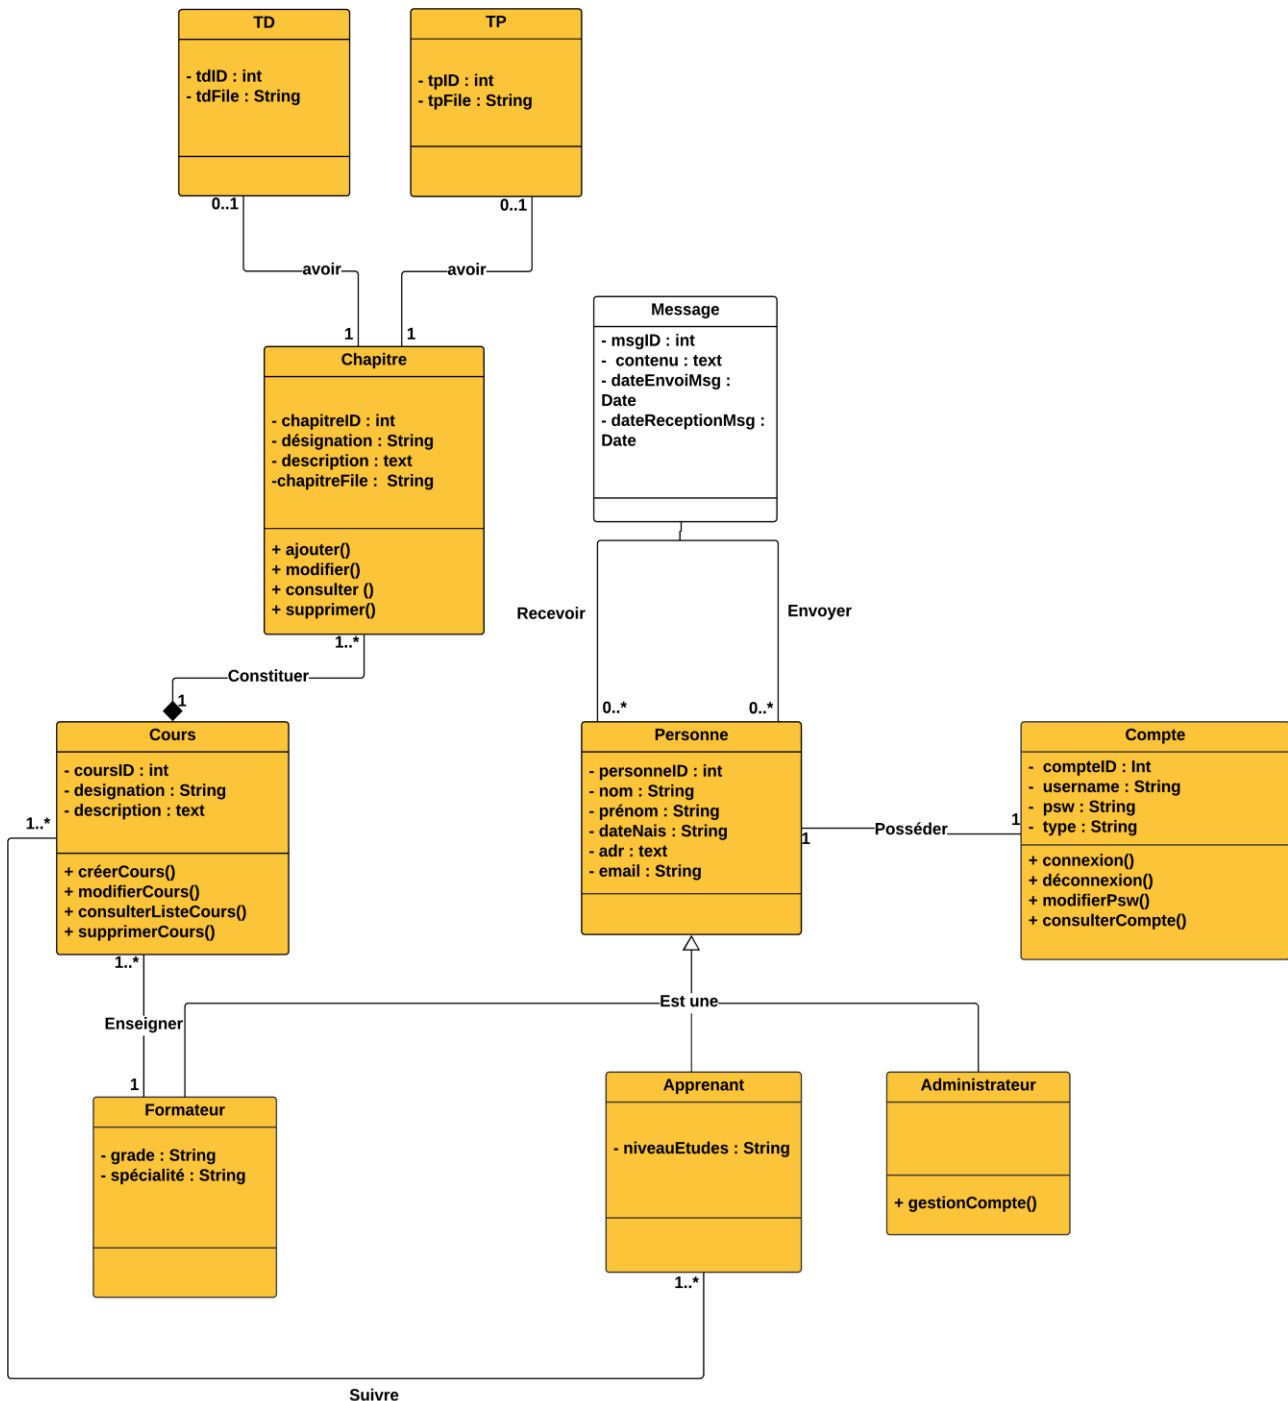 TD
- tdID : int
- tdFile : String
0..1
TP
- tpID : int
- tpFile : String
0..1
avoir
avoir
1
1
Chapitre
- chapitreID : int
- désignation : String
- description : text
-chapitreFile :  String
+ ajouter()
+ modifier()
+ consulter ()
+ supprimer()
1..*
Message
- msgID : int
-  contenu : text
- dateEnvoiMsg :
Date
- dateReceptionMsg :
Date
Recevoir
Envoyer
0..*
0..*
Constituer
1
Cours
- coursID : int
- designation : String
- description : text
+ créerCours()
+ modifierCours()
+ consulterListeCours()
+ supprimerCours()
1..*
1..*
Personne
- personneID : int
- nom : String
- prénom : String
- dateNais : String
- adr : text
- email : String
1
Posséder
1
Compte
-  compteID : Int
-  username : String
-  psw : String
-  type : String
+ connexion()
+ déconnexion()
+ modifierPsw()
+ consulterCompte()
Est une
Enseigner
1
Formateur
- grade : String
- spécialité : String
Apprenant
- niveauEtudes : String
1..*
Administrateur
+ gestionCompte()
Suivre